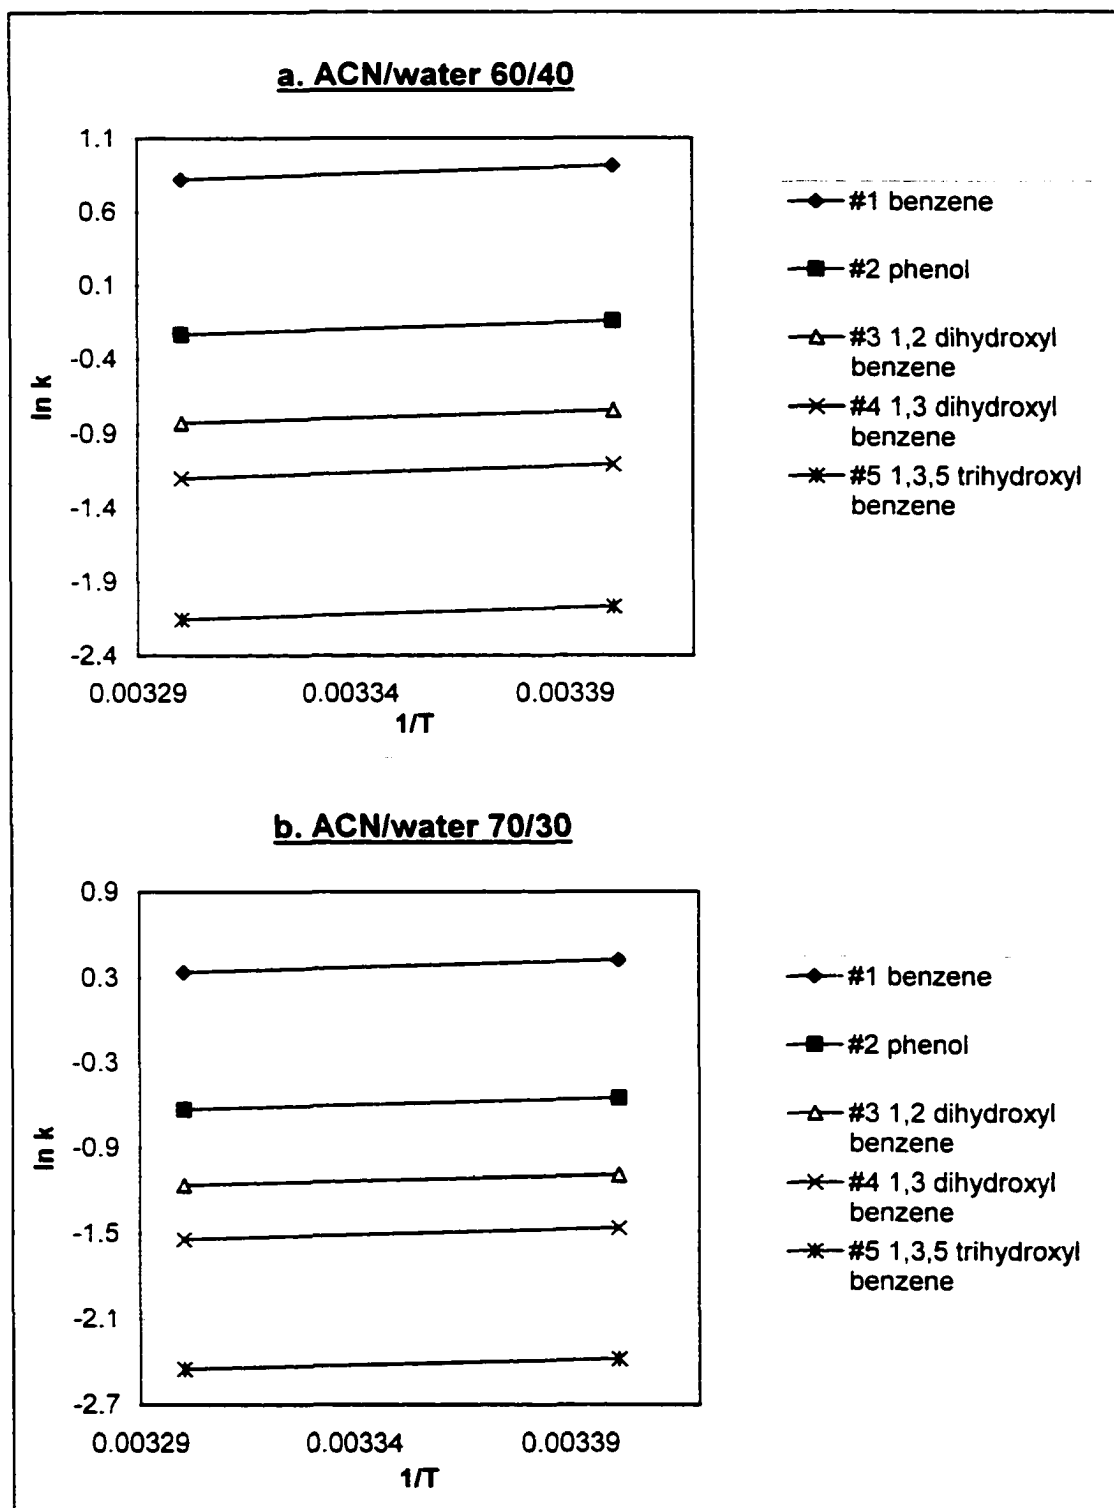 a. ACN/water 60/40
1.1
0.6
0.1
-0.4
-0.9
-1.4
-1.9
-2.4
ln k
0.00329 0.00334 0.00339
1/T
#1 benzene
#2 phenol
#3 1,2 dihydroxyl
benzene
#4 1,3 dihydroxyl
benzene
#5 1,3,5 trihydroxyl
benzene
b. ACN/water 70/30
0.9
0.3
-0.3
-0.9
-1.5
-2.1
-2.7
ln k
0.00329 0.00334 0.00339
1/T
#1 benzene
#2 phenol
#3 1,2 dihydroxyl
benzene
#4 1,3 dihydroxyl
benzene
#5 1,3,5 trihydroxyl
benzene